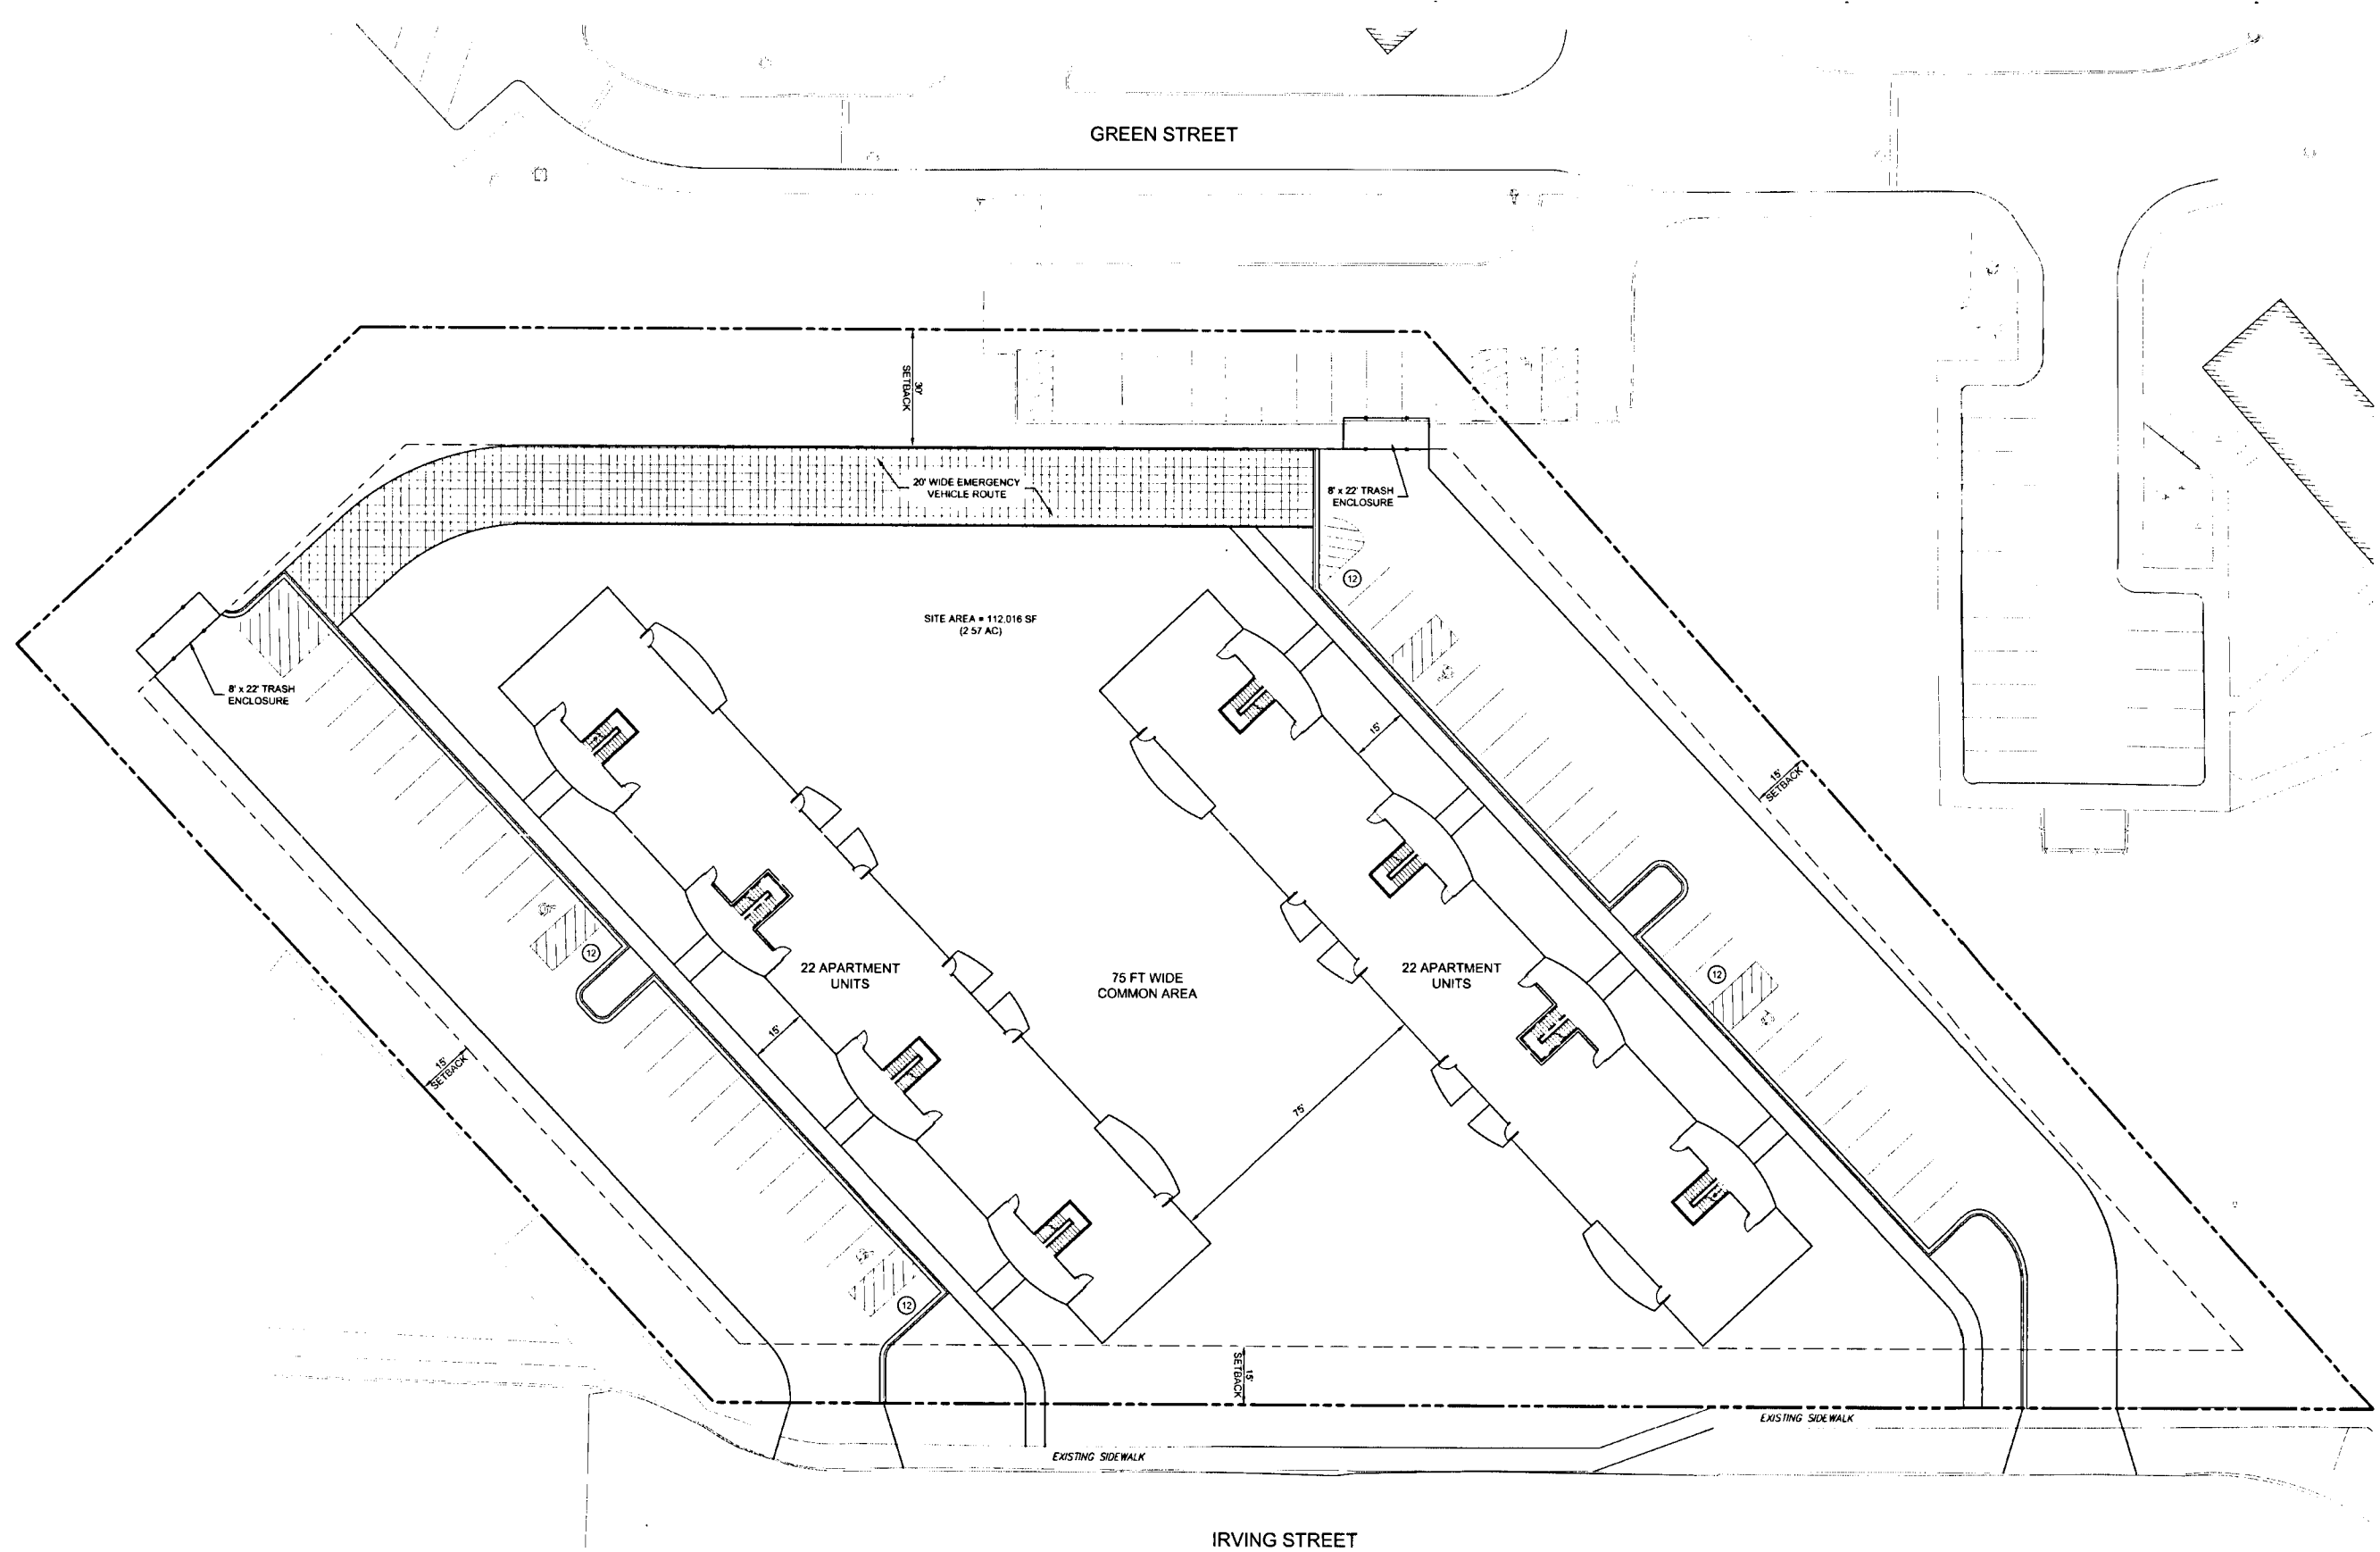 GREEN STREET
30'
SETBACK
20' WIDE EMERGENCY
VEHICLE ROUTE
8' x 22' TRASH
ENCLOSURE
12
SITE AREA = 112,016 SF
(2.57 AC)
8' x 22' TRASH
ENCLOSURE
15'
15'
SETBACK
12
22 APARTMENT
UNITS
75 FT WIDE
COMMON AREA
22 APARTMENT
UNITS
12
15'
15'
SETBACK
75'
12
15'
SETBACK
EXISTING SIDEWALK
EXISTING SIDEWALK
IRVING STREET